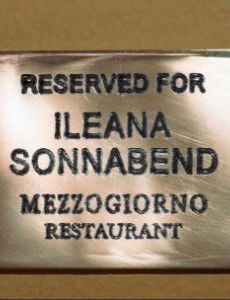 RESERVED FOR
ILEANA
SONNABEND
MEZZOGIORNO
RESTAURANT